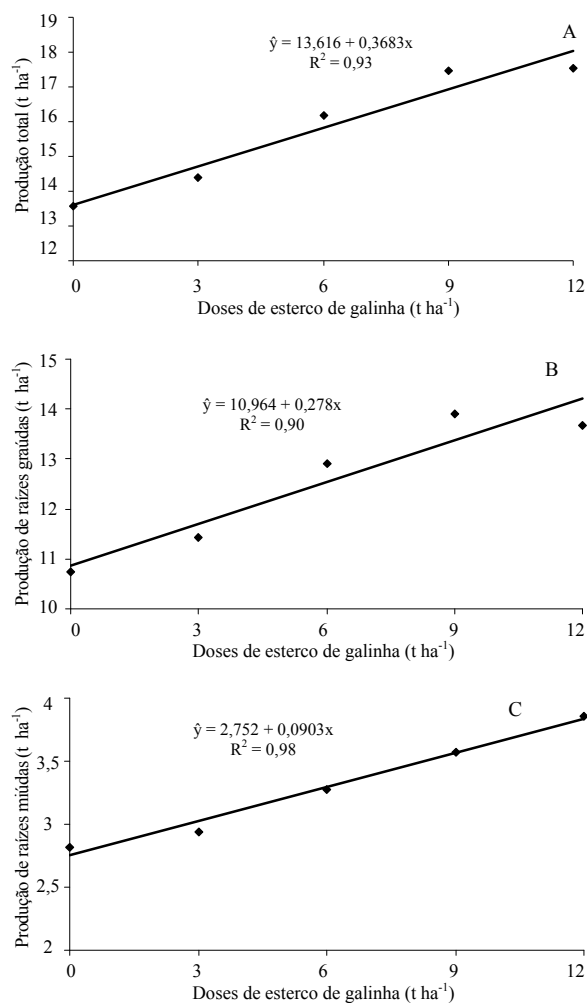 19
18
17
16
15
14
13
12
Produção total (t ha⁻¹)
ŷ = 13,616 + 0,3683x
R² = 0,93
A
0 3 6 9 12
Doses de esterco de galinha (t ha⁻¹)
15
14
13
12
11
10
Produção de raízes graúdas (t ha⁻¹)
ŷ = 10,964 + 0,278x
R² = 0,90
B
0 3 6 9 12
Doses de esterco de galinha (t ha⁻¹)
4
3,5
3
2,5
2
Produção de raízes miúdas (t ha⁻¹)
ŷ = 2,752 + 0,0903x
R² = 0,98
C
0 3 6 9 12
Doses de esterco de galinha (t ha⁻¹)